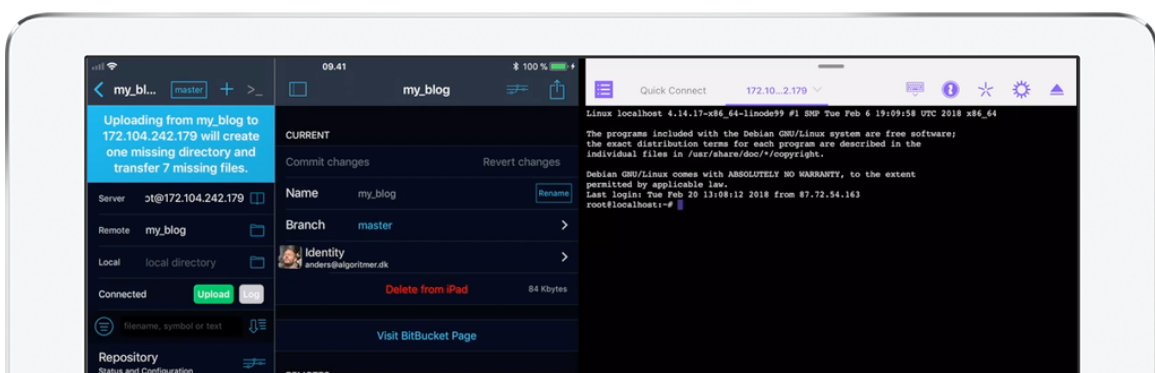 09.41
100 %
my_bl...
master
>_
my_blog
Uploading from my_blog to
172.104.242.179 will create
one missing directory and
transfer 7 missing files.
Server
ot@172.104.242.179
Remote
my_blog
Local
local directory
Connected
Upload
Log
filename, symbol or text
Repository
Status and Configuration
CURRENT
Commit changes
Revert changes
Name
my_blog
Rename
Branch
master
Identity
anders@algoritmer.dk
Delete from iPad
84 Kbytes
Visit BitBucket Page
REMOTES
Quick Connect
172.10...2.179
Linux localhost 4.14.17-x86_64-linode99 #1 SMP Tue Feb 6 19:09:58 UTC 2018 x86_64
The programs included with the Debian GNU/Linux system are free software;
the exact distribution terms for each program are described in the
individual files in /usr/share/doc/*/copyright.
Debian GNU/Linux comes with ABSOLUTELY NO WARRANTY, to the extent
permitted by applicable law.
Last login: Tue Feb 20 13:08:12 2018 from 87.72.54.163
root@localhost:~#